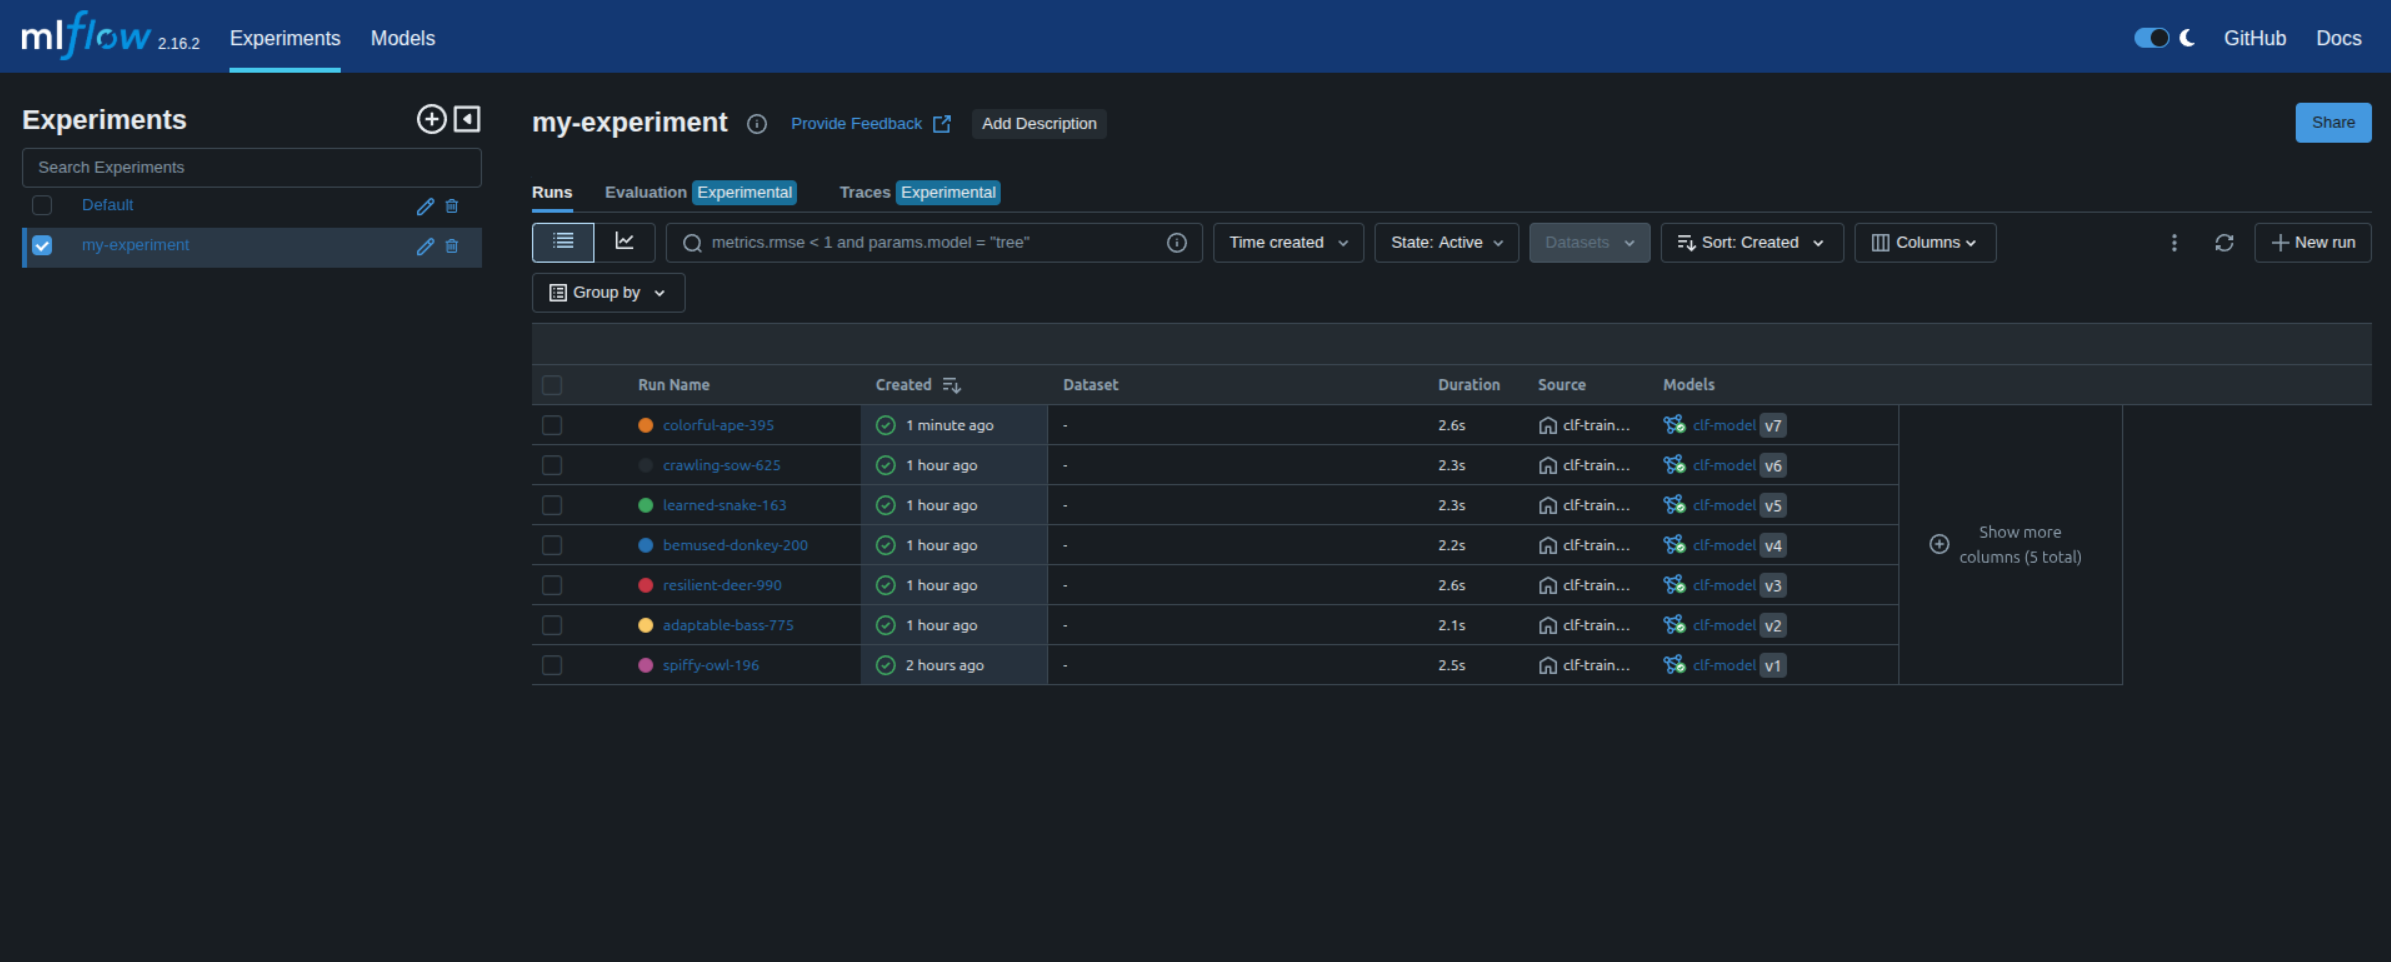 mlflow 2.16.2 Experiments Models GitHub Docs
Experiments
Search Experiments
Default
my-experiment
my-experiment Provide Feedback Add Description Share
Runs Evaluation Experimental Traces Experimental
metrics.rmse < 1 and params.model = "tree" Time created State: Active Datasets Sort: Created Columns New run
Group by
Run Name Created Dataset Duration Source Models
colorful-ape-395 1 minute ago - 2.6s clf-train... clf-model v7
crawling-sow-625 1 hour ago - 2.3s clf-train... clf-model v6
learned-snake-163 1 hour ago - 2.3s clf-train... clf-model v5
bemused-donkey-200 1 hour ago - 2.2s clf-train... clf-model v4
resilient-deer-990 1 hour ago - 2.6s clf-train... clf-model v3
adaptable-bass-775 1 hour ago - 2.1s clf-train... clf-model v2
spiffy-owl-196 2 hours ago - 2.5s clf-train... clf-model v1
Show more
columns (5 total)